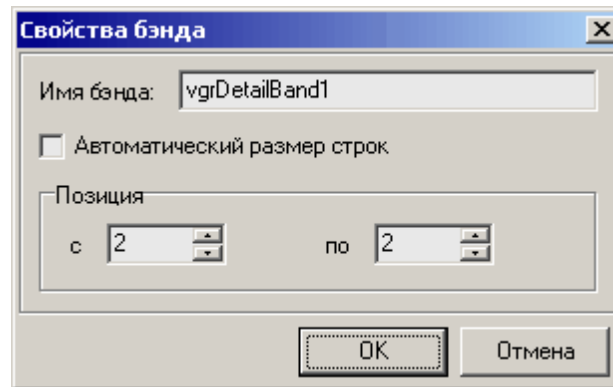 Свойства бэнда
Имя бэнда: vgrDetailBand1
Автоматический размер строк
Позиция
с 2 по 2
OK Отмена